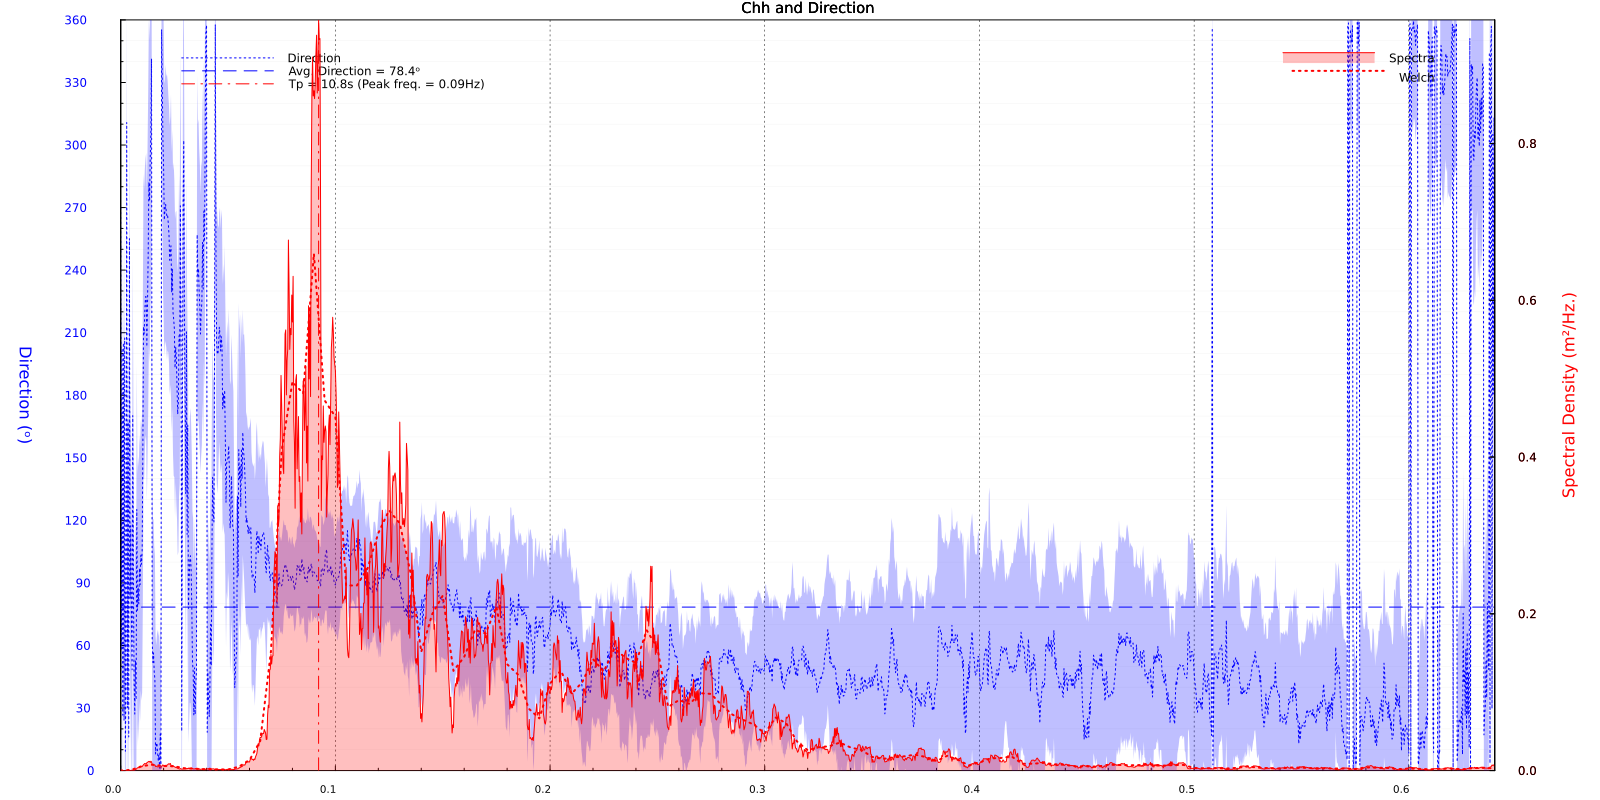 Chh and Direction
Direction
Avg. Direction = 78.4°
Tp = 10.8s (Peak freq. = 0.09Hz)
Spectra
Welch
360
330
300
270
240
210
180
150
120
90
60
30
0
Direction (°)
0.8
0.6
0.4
0.2
0.0
Spectral Density (m²/Hz.)
0.0 0.1 0.2 0.3 0.4 0.5 0.6